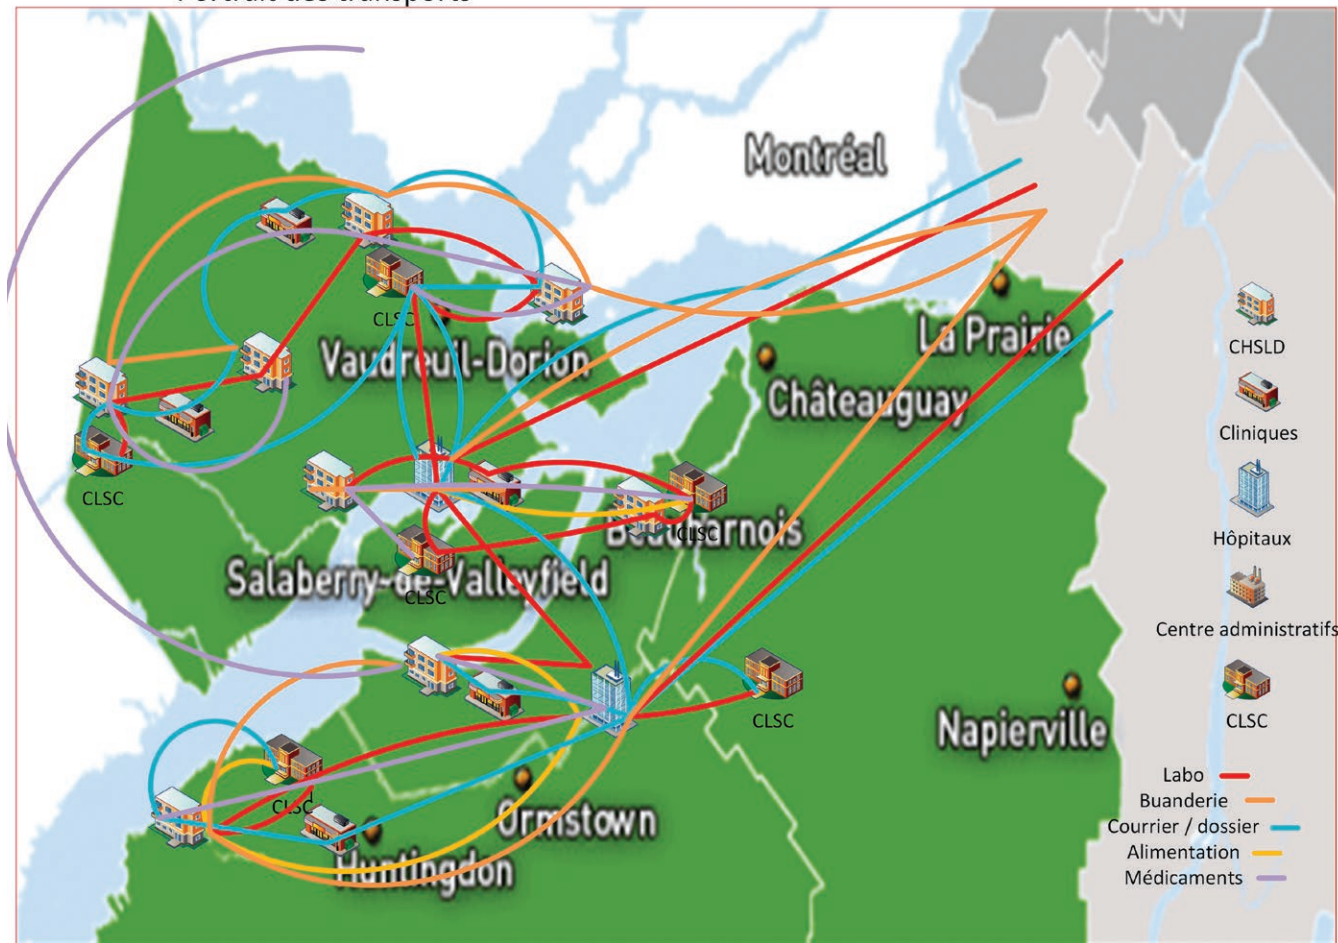 Portrait des transports
Montréal
La Prairie
CLSC
Vaudreuil-Dorion
CHSLD
Châteauguay
Cliniques
CLSC
Beauharnois
CLSC
Hôpitaux
Salaberry-de-Valleyfield
CLSC
Centre administratifs
CLSC
Napierville
CLSC
Labo
CLSC
Ormstown
Buanderie
Courrier / dossier
Huntingdon
Alimentation
Médicaments